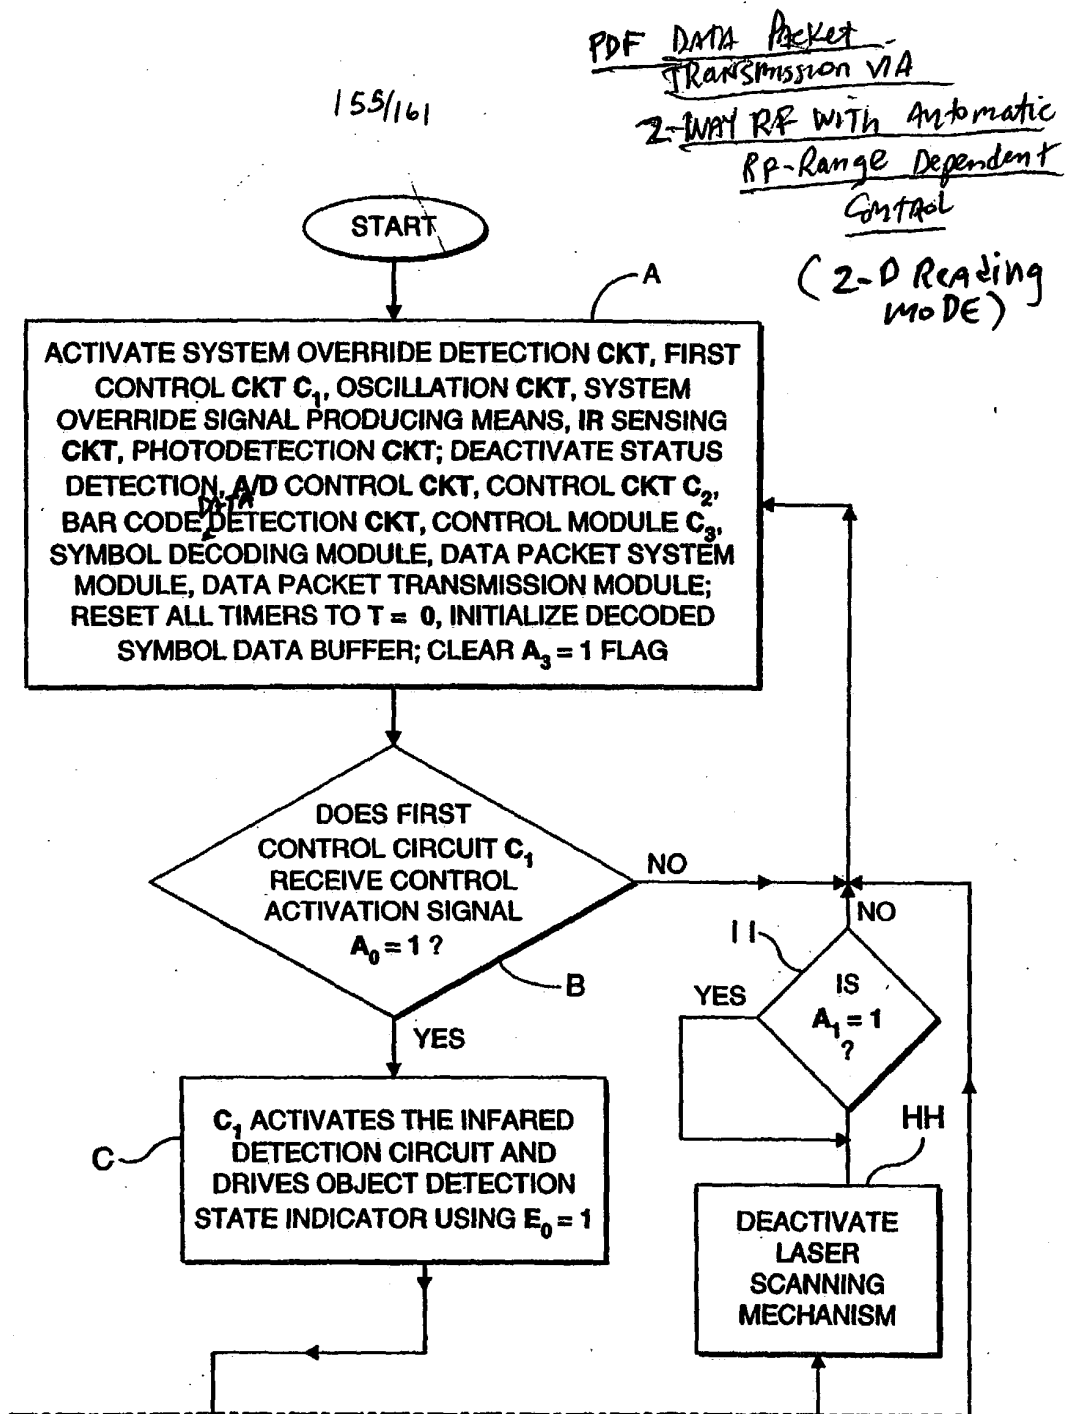 PDF DATA Packet
TRansmission VIA
2-WAY RF WITH Automatic
RF-Range Dependent
Control
(2-D Reading
MODE)
155/161
START
A
ACTIVATE SYSTEM OVERRIDE DETECTION CKT, FIRST
CONTROL CKT C₁, OSCILLATION CKT, SYSTEM
OVERRIDE SIGNAL PRODUCING MEANS, IR SENSING
CKT, PHOTODETECTION CKT; DEACTIVATE STATUS
DETECTION, A/D CONTROL CKT, CONTROL CKT C₂,
DATA
BAR CODE DETECTION CKT, CONTROL MODULE C₃,
SYMBOL DECODING MODULE, DATA PACKET SYSTEM
MODULE, DATA PACKET TRANSMISSION MODULE;
RESET ALL TIMERS TO T = 0, INITIALIZE DECODED
SYMBOL DATA BUFFER; CLEAR A₃ = 1 FLAG
DOES FIRST
CONTROL CIRCUIT C₁
RECEIVE CONTROL
ACTIVATION SIGNAL
A₀ = 1 ?
NO
B
YES
C₁ ACTIVATES THE INFARED
DETECTION CIRCUIT AND
DRIVES OBJECT DETECTION
STATE INDICATOR USING E₀ = 1
C
NO
II
YES
IS
A₁ = 1
?
HH
DEACTIVATE
LASER
SCANNING
MECHANISM